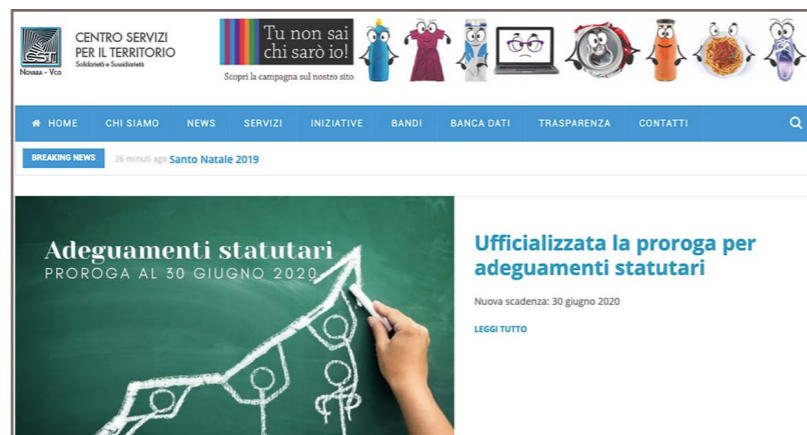 CST
NOVARA - VCO
CENTRO SERVIZI
PER IL TERRITORIO
Solidarietà e Sussidiarietà
Tu non sai
chi sarò io!
Scopri la campagna sul nostro sito
HOME CHI SIAMO NEWS SERVIZI INIZIATIVE BANDI BANCA DATI TRASPARENZA CONTATTI
BREAKING NEWS 26 minuti ago Santo Natale 2019
Adeguamenti statutari
PROROGA AL 30 GIUGNO 2020
Ufficializzata la proroga per
adeguamenti statutari
Nuova scadenza: 30 giugno 2020
LEGGI TUTTO